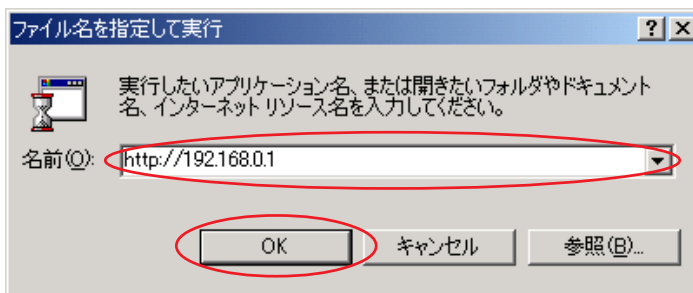 ファイル名を指定して実行
実行したいアプリケーション名、または開きたいフォルダやドキュメント
名、インターネット リソース名を入力してください。
名前(O): http://192.168.0.1
OK キャンセル 参照(B)...